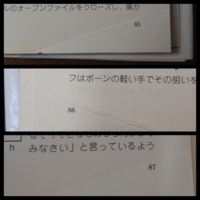 ルのオープンファイルをクローズし、黒が
85
フはボーンの軽い手でその狙いを
86
h
みなさい」と言っているよう
87